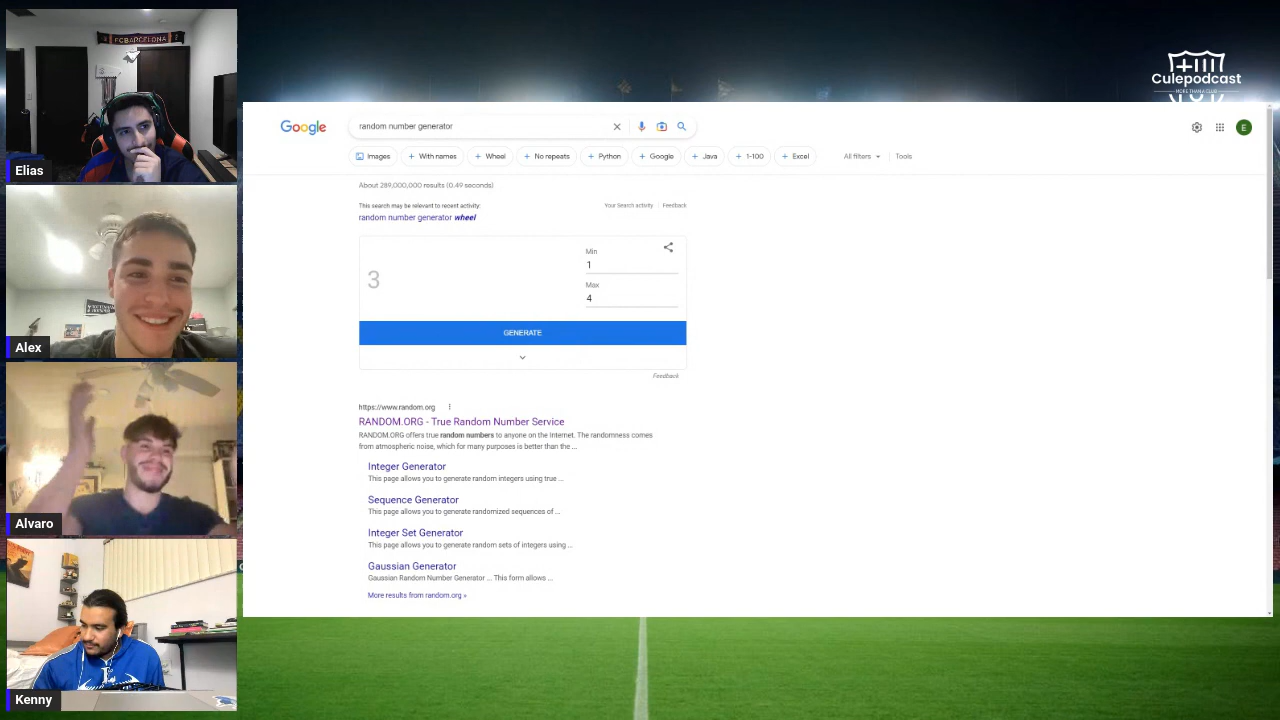 FCBARCELONA
Elias
Alex
Alvaro
Kenny
Culepodcast
MORE THAN A CLUB
Google
random number generator
Images
+ With names
+ Wheel
+ No repeats
+ Python
+ Google
+ Java
+ 1-100
+ Excel
All filters
Tools
E
About 289,000,000 results (0.49 seconds)
This search may be relevant to recent activity:
Your Search activity
Feedback
random number generator wheel
3
Min
1
Max
4
GENERATE
Feedback
https://www.random.org
RANDOM.ORG - True Random Number Service
RANDOM.ORG offers true random numbers to anyone on the Internet. The randomness comes
from atmospheric noise, which for many purposes is better than the ...
Integer Generator
This page allows you to generate random integers using true ...
Sequence Generator
This page allows you to generate randomized sequences of ...
Integer Set Generator
This page allows you to generate random sets of integers using ...
Gaussian Generator
Gaussian Random Number Generator ... This form allows ...
More results from random.org »